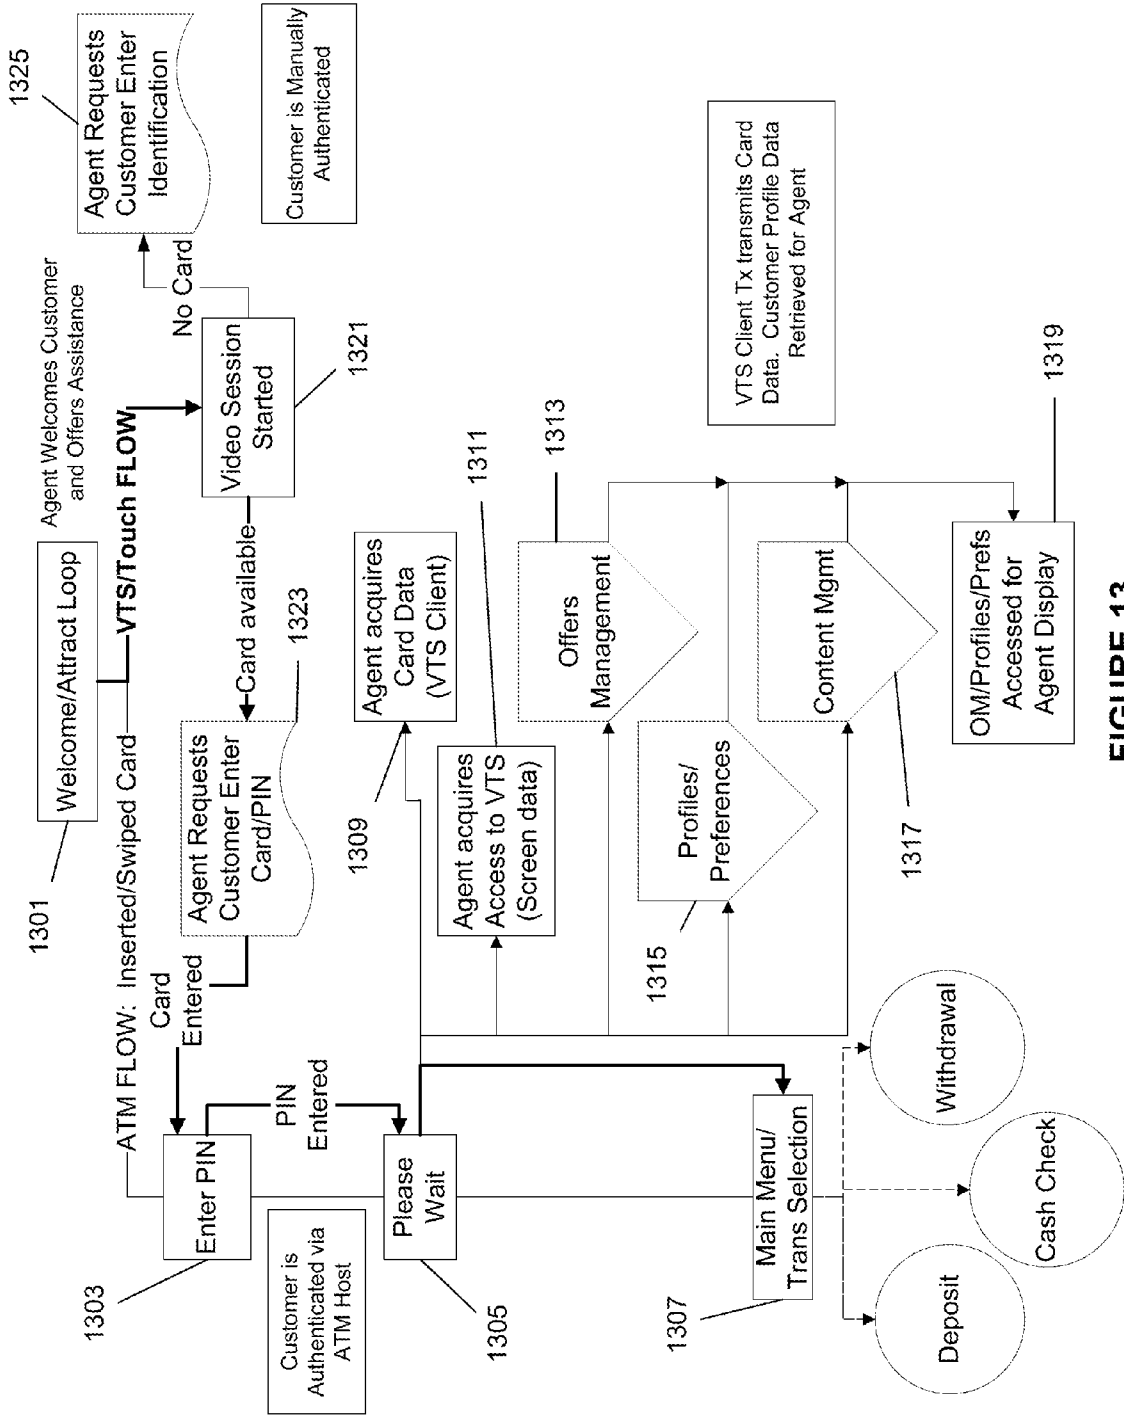 1301
Welcome/Attract Loop
Agent Welcomes Customer
and Offers Assistance
1325
Agent Requests
Customer Enter
Identification
ATM FLOW: Inserted/Swiped Card
VTS/Touch FLOW
No Card
Customer is Manually
Authenticated
Card
Entered
Agent Requests
Customer Enter
Card/PIN
1323
Card available
Video Session
Started
1321
1303
Enter PIN
PIN
Entered
Customer is
Authenticated via
ATM Host
1305
Please
Wait
1309
Agent acquires
Card Data
(VTS Client)
1311
Agent acquires
Access to VTS
(Screen data)
1313
Offers
Management
1315
Profiles/
Preferences
VTS Client Tx transmits Card
Data. Customer Profile Data
Retrieved for Agent
1307
Main Menu/
Trans Selection
1317
Content Mgmt
1319
OM/Profiles/Prefs
Accessed for
Agent Display
Deposit
Cash Check
Withdrawal
FIGURE 13